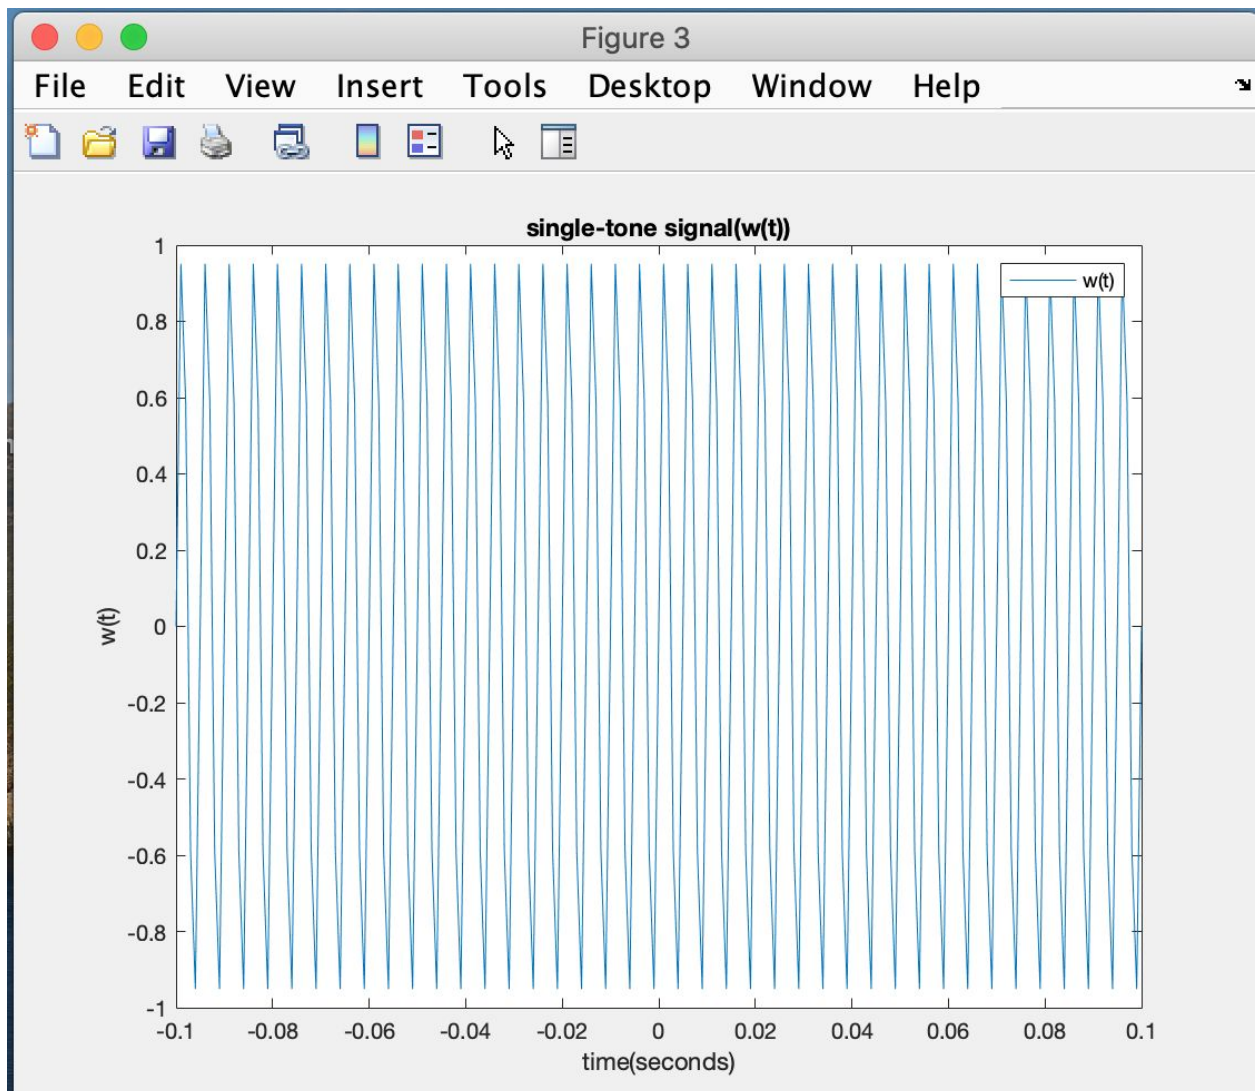 Figure 3
File Edit View Insert Tools Desktop Window Help
single-tone signal(w(t))
w(t)
1
0.8
0.6
0.4
0.2
0
-0.2
-0.4
-0.6
-0.8
-1
w(t)
-0.1 -0.08 -0.06 -0.04 -0.02 0 0.02 0.04 0.06 0.08 0.1
time(seconds)